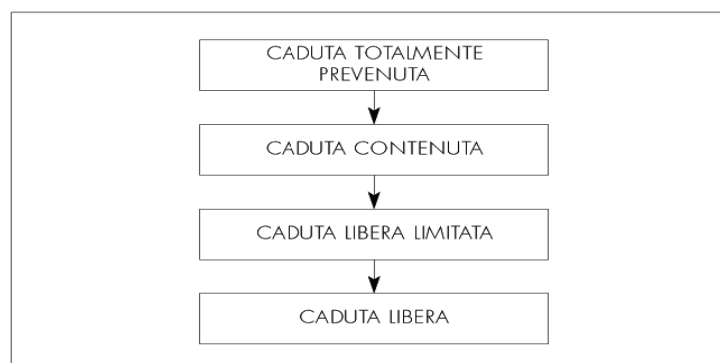 CADUTA TOTALMENTE
PREVENUTA
CADUTA CONTENUTA
CADUTA LIBERA LIMITATA
CADUTA LIBERA